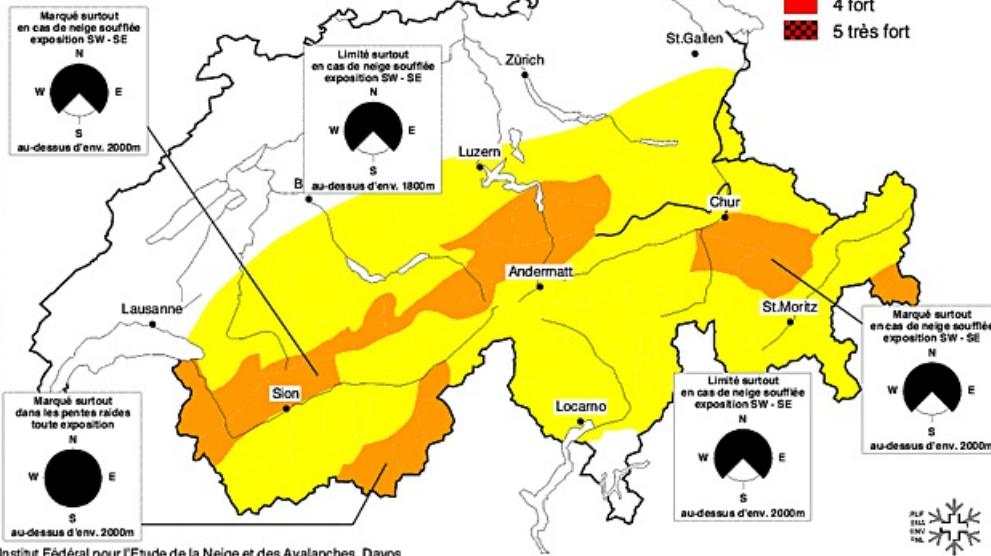 4 fort
5 très fort
Marqué surtout
en cas de neige soufflée
exposition SW - SE
N
W E
S
au-dessus d'env. 2000m
Limité surtout
en cas de neige soufflée
exposition SW - SE
N
W E
S
au-dessus d'env. 1800m
St.Gallen
Zürich
Luzern
B
Chur
Andermatt
Lausanne
St.Moritz
Sion
Locarno
Marqué surtout
en cas de neige soufflée
exposition SW - SE
N
W E
S
au-dessus d'env. 2000m
Limité surtout
en cas de neige soufflée
exposition SW - SE
N
W E
S
au-dessus d'env. 2000m
Marqué surtout
dans les pentes raides
toute exposition
N
W E
S
au-dessus d'env. 2000m
SLF
ENA
ENV
SNL
Institut Fédéral pour l'Etude de la Neige et des Avalanches, Davos